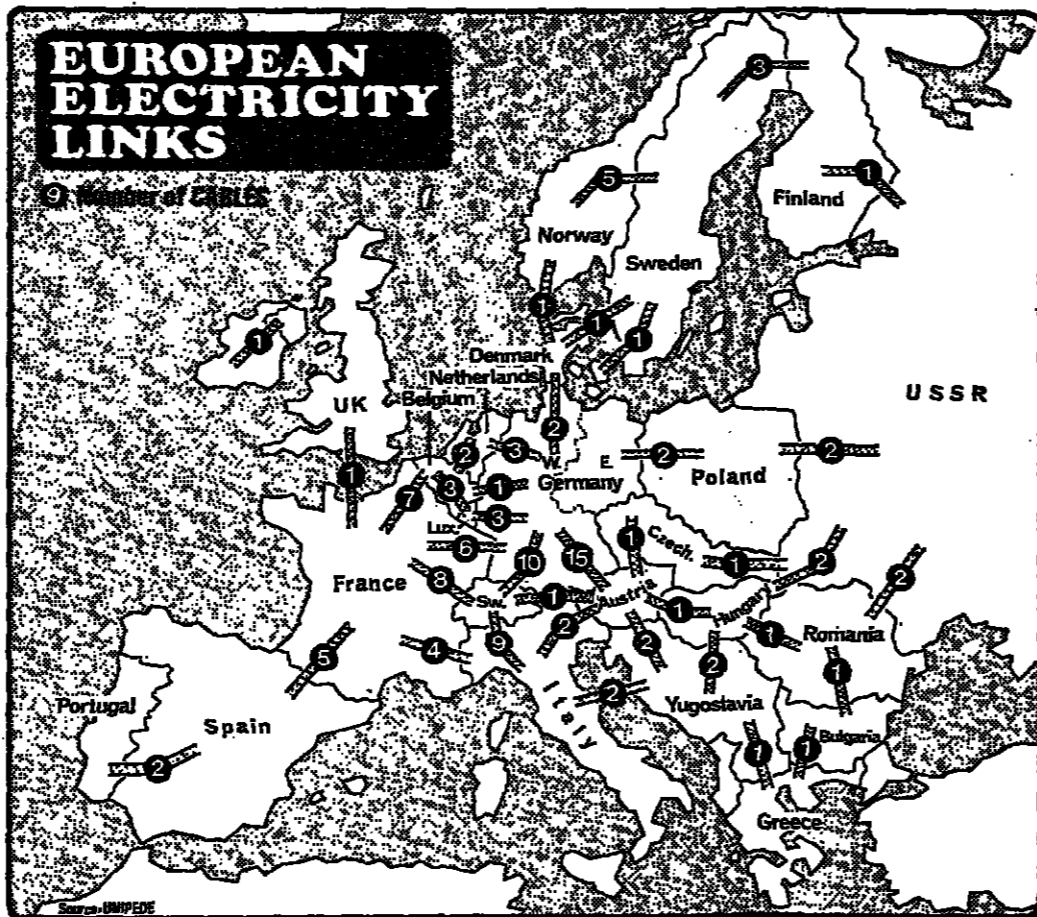 EUROPEAN
ELECTRICITY
LINKS
9 Number of CABLES
3
5
1
Finland
Norway
Sweden
1
1
1
1
Denmark
Netherlands
Belgium
UK
USSR
2
2
3
W.
E.
2
Poland
2
Germany
1
7
3
1
3
Lux.
6
10
15
1
Czech.
1
2
2
France
8
Sw.
1
Austria
1
Hungary
1
Romania
2
9
2
2
4
5
1
Yugoslavia
2
Italy
Portugal
Spain
2
1
1
Bulgaria
Greece
Source-UNIPEDE